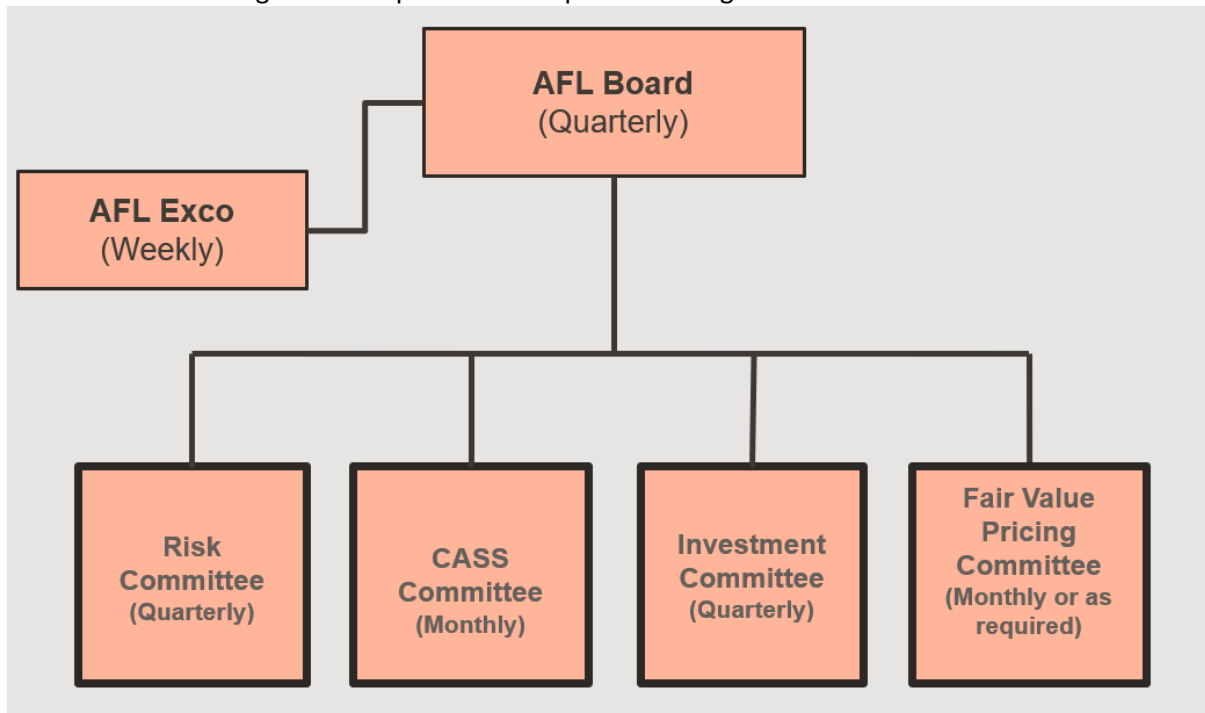 AFL Board
(Quarterly)
AFL Exco
(Weekly)
Risk
Committee
(Quarterly)
CASS
Committee
(Monthly)
Investment
Committee
(Quarterly)
Fair Value
Pricing
Committee
(Monthly or as
required)